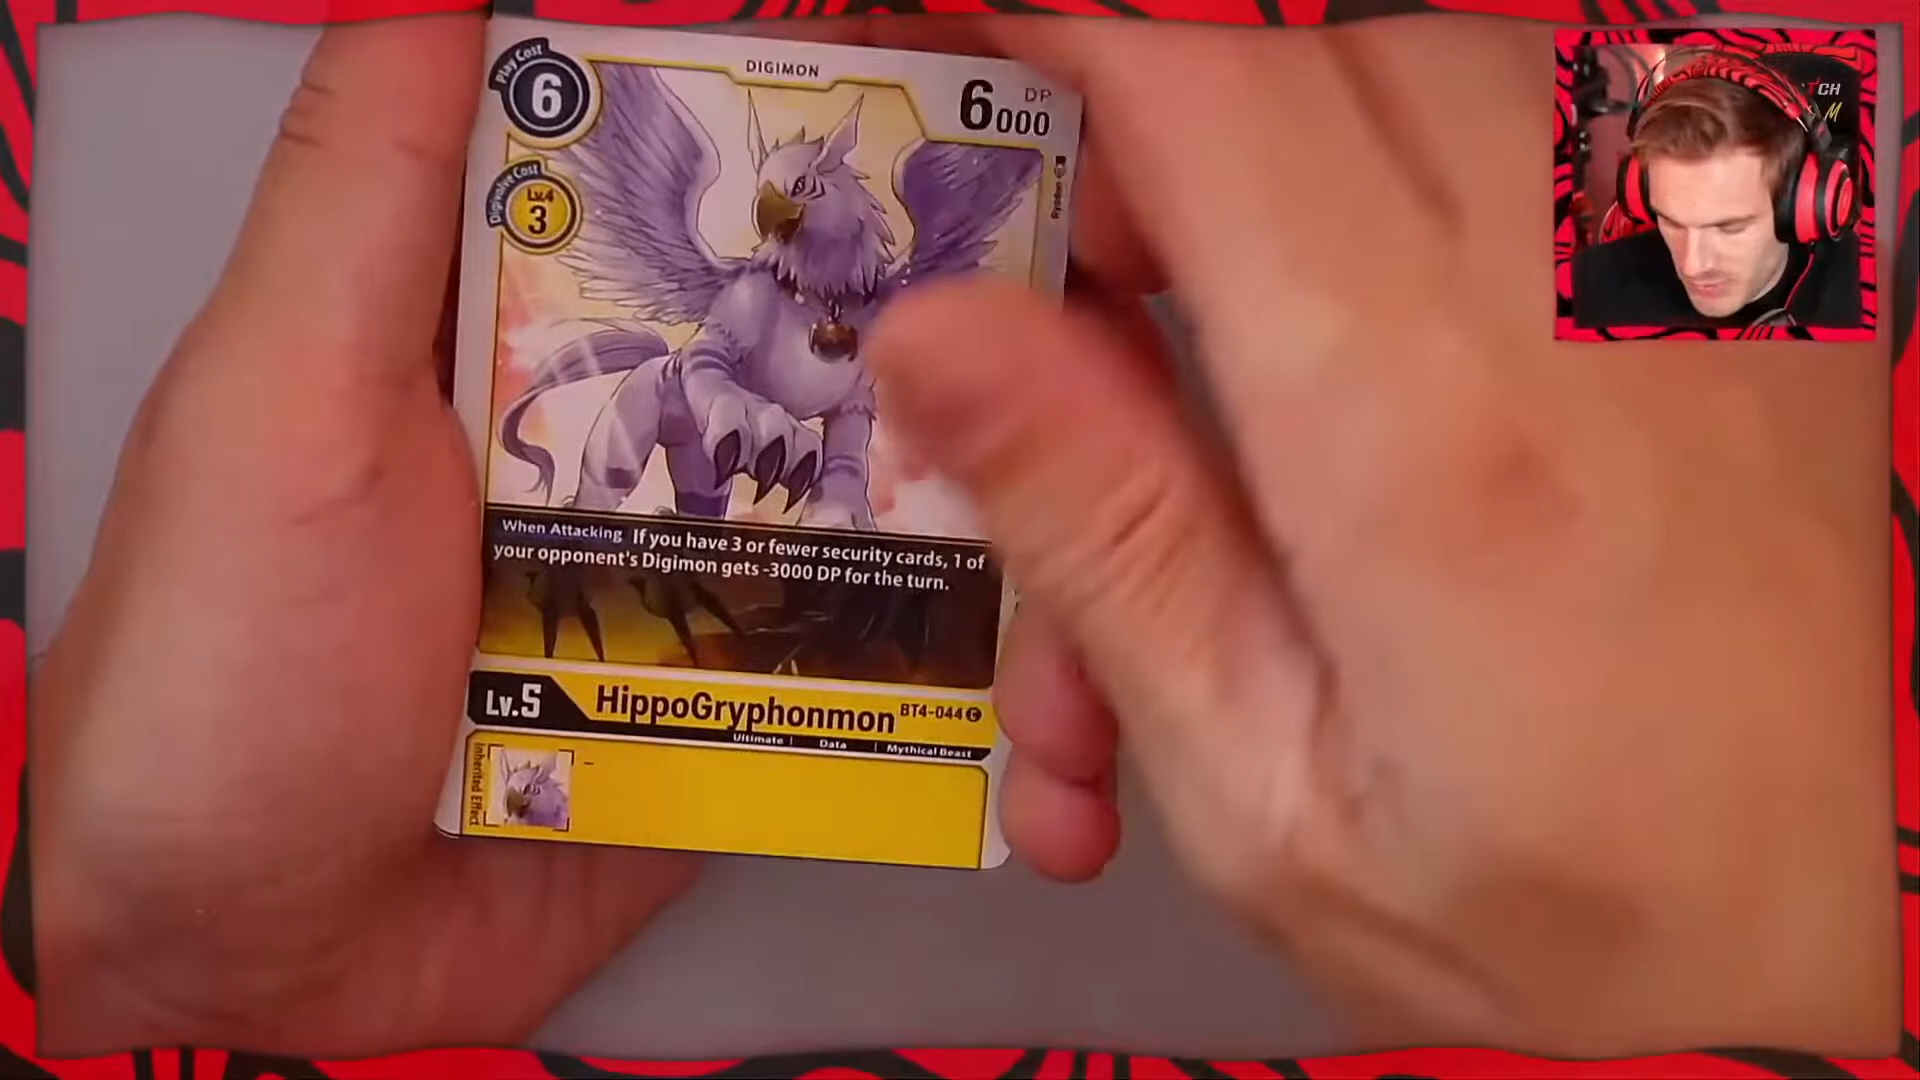 Play Cost
6
DIGIMON
DP
6000
Digivolve Cost
Lv.4
3
When Attacking If you have 3 or fewer security cards, 1 of
your opponent's Digimon gets -3000 DP for the turn.
Lv.5 HippoGryphonmon BT4-044 C
Ultimate | Data | Mythical Beast
Inherited Effect
-
TCH
M